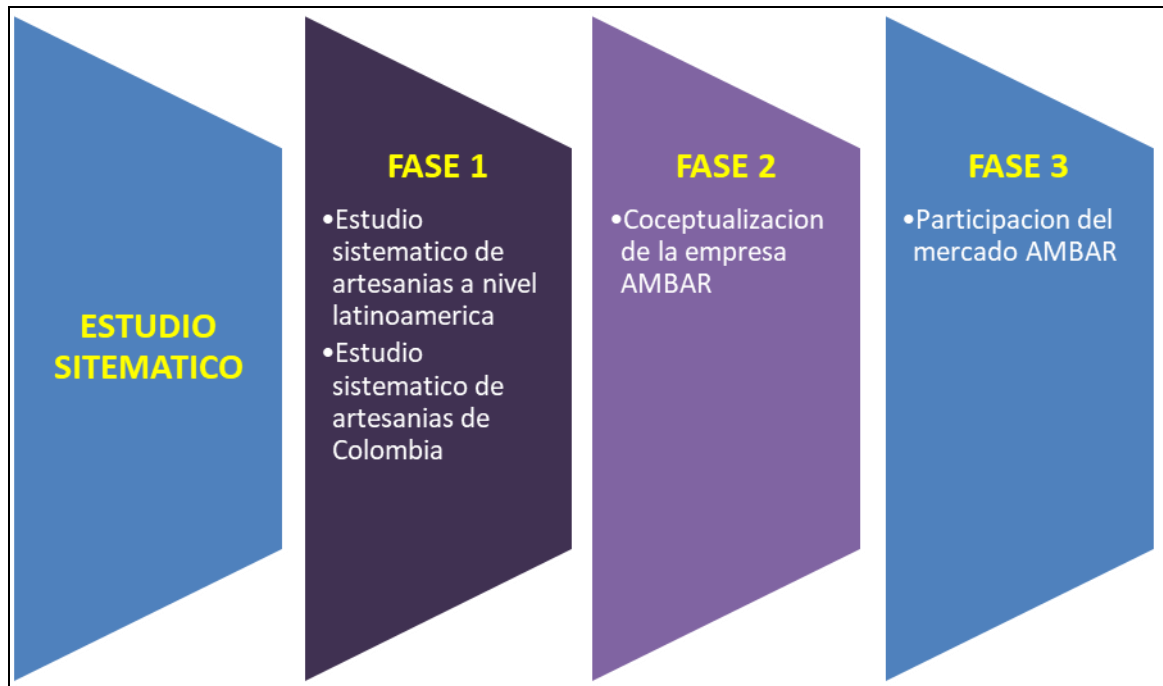 ESTUDIO
SITEMATICO
FASE 1
•Estudio
sistematico de
artesanias a nivel
latinoamerica
•Estudio
sistematico de
artesanias de
Colombia
FASE 2
•Coceptualizacion
de la empresa
AMBAR
FASE 3
•Participacion del
mercado AMBAR